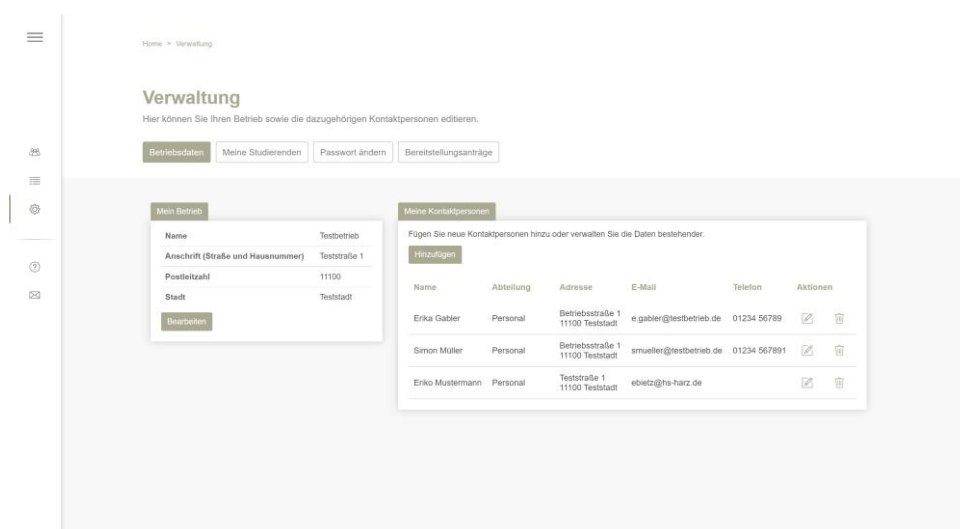 Home > Verwaltung
Verwaltung
Hier können Sie Ihren Betrieb sowie die dazugehörigen Kontaktpersonen editieren.
Betriebsdaten Meine Studierenden Passwort ändern Bereitstellungsanträge
Mein Betrieb
Name Testbetrieb
Anschrift (Straße und Hausnummer) Teststraße 1
Postleitzahl 11100
Stadt Teststadt
Bearbeiten
Meine Kontaktpersonen
Fügen Sie neue Kontaktpersonen hinzu oder verwalten Sie die Daten bestehender.
Hinzufügen
Name Abteilung Adresse E-Mail Telefon Aktionen
Erika Gabler Personal Betriebsstraße 1 e.gabler@testbetrieb.de 01234 56789
11100 Teststadt
Simon Müller Personal Betriebsstraße 1 smueller@testbetrieb.de 01234 567891
11100 Teststadt
Eriko Mustermann Personal Teststraße 1 ebietz@hs-harz.de
11100 Teststadt